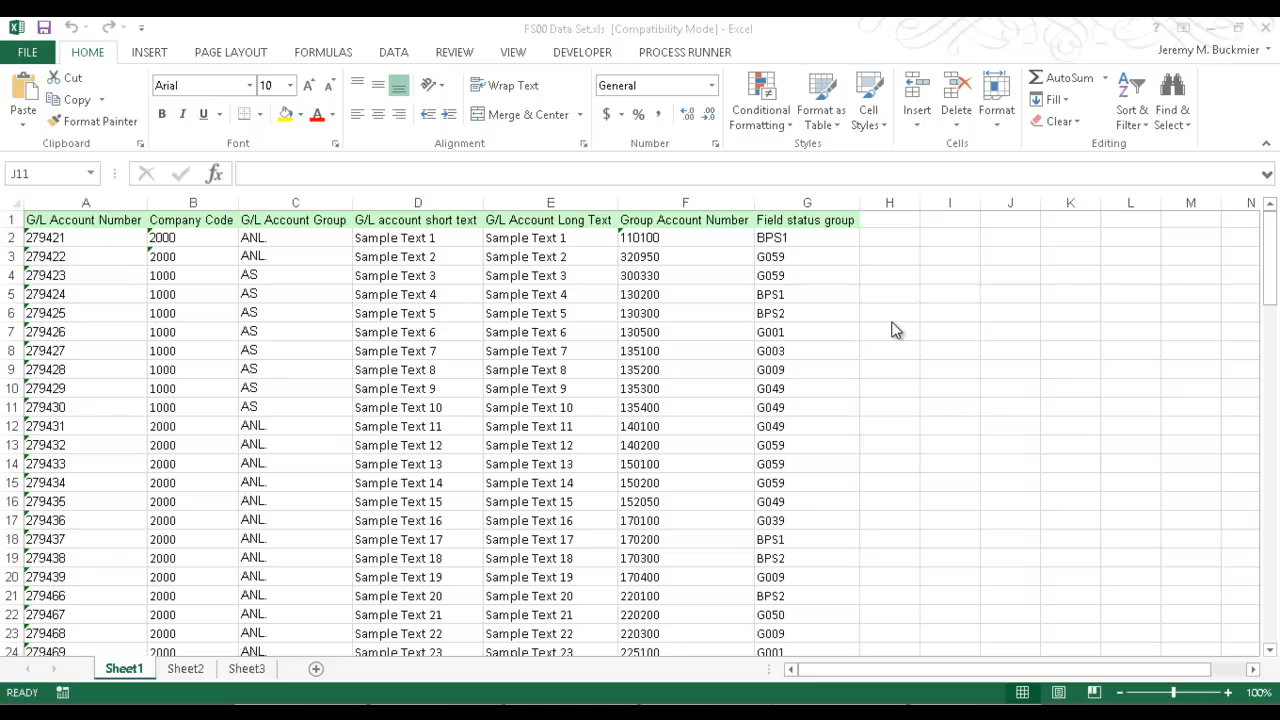 FS00 Data Set.xls [Compatibility Mode] - Excel
FILE HOME INSERT PAGE LAYOUT FORMULAS DATA REVIEW VIEW DEVELOPER PROCESS RUNNER Jeremy M. Buckmier
Paste Cut Copy Format Painter Clipboard
Arial 10 B I U A Font
Wrap Text Merge & Center Alignment
General $ % , Number
Conditional Formatting Format as Table Cell Styles Styles
Insert Delete Format Cells
AutoSum Fill Clear Sort & Filter Find & Select Editing
J11 fx
A B C D E F G H I J K L M N
1 G/L Account Number Company Code G/L Account Group G/L account short text G/L Account Long Text Group Account Number Field status group
2 279421 2000 ANL. Sample Text 1 Sample Text 1 110100 BPS1
3 279422 2000 ANL. Sample Text 2 Sample Text 2 320950 G059
4 279423 1000 AS Sample Text 3 Sample Text 3 300330 G059
5 279424 1000 AS Sample Text 4 Sample Text 4 130200 BPS1
6 279425 1000 AS Sample Text 5 Sample Text 5 130300 BPS2
7 279426 1000 AS Sample Text 6 Sample Text 6 130500 G001
8 279427 1000 AS Sample Text 7 Sample Text 7 135100 G003
9 279428 1000 AS Sample Text 8 Sample Text 8 135200 G009
10 279429 1000 AS Sample Text 9 Sample Text 9 135300 G049
11 279430 1000 AS Sample Text 10 Sample Text 10 135400 G049
12 279431 2000 ANL. Sample Text 11 Sample Text 11 140100 G049
13 279432 2000 ANL. Sample Text 12 Sample Text 12 140200 G059
14 279433 2000 ANL. Sample Text 13 Sample Text 13 150100 G059
15 279434 2000 ANL. Sample Text 14 Sample Text 14 150200 G059
16 279435 2000 ANL. Sample Text 15 Sample Text 15 152050 G049
17 279436 2000 ANL. Sample Text 16 Sample Text 16 170100 G039
18 279437 2000 ANL. Sample Text 17 Sample Text 17 170200 BPS1
19 279438 2000 ANL. Sample Text 18 Sample Text 18 170300 BPS2
20 279439 2000 ANL. Sample Text 19 Sample Text 19 170400 G009
21 279466 2000 ANL. Sample Text 20 Sample Text 20 220100 BPS2
22 279467 2000 ANL. Sample Text 21 Sample Text 21 220200 G050
23 279468 2000 ANL. Sample Text 22 Sample Text 22 220300 G009
24 279469 2000 ANL. Sample Text 23 Sample Text 23 225100 G001
Sheet1 Sheet2 Sheet3
READY 100%